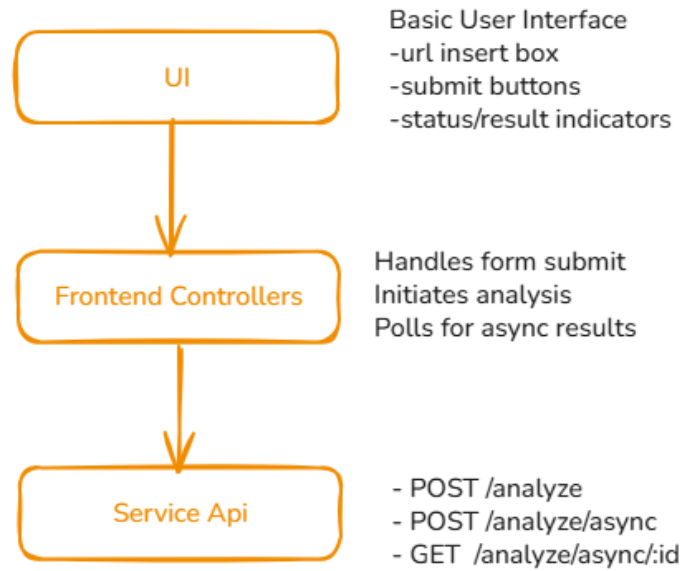 UI
Basic User Interface
-url insert box
-submit buttons
-status/result indicators
Frontend Controllers
Handles form submit
Initiates analysis
Polls for async results
Service Api
- POST /analyze
- POST /analyze/async
- GET /analyze/async/:id